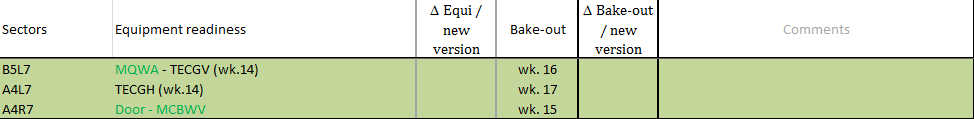 Sectors Equipment readiness Δ Equi / new version Bake-out Δ Bake-out / new version Comments
B5L7 MQWA - TECGV (wk.14) wk. 16
A4L7 TECGH (wk.14) wk. 17
A4R7 Door - MCBWV wk. 15